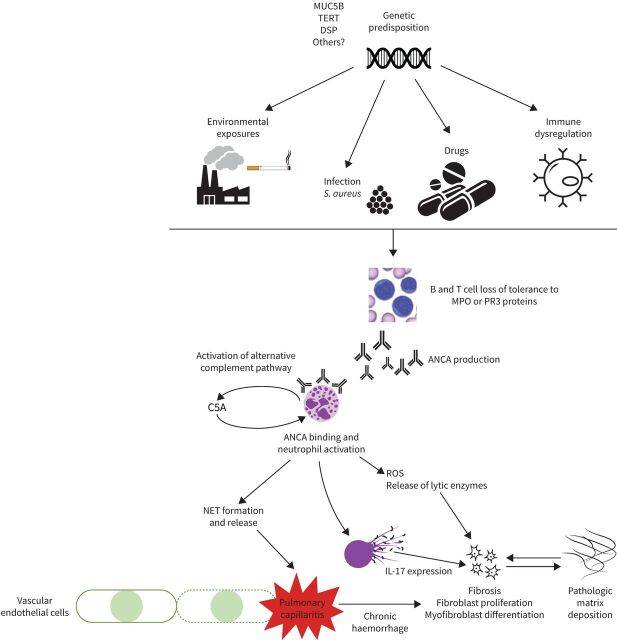 MUC5B
TERT
DSP
Others?
Genetic
predisposition
Environmental
exposures
Infection
S. aureus
Drugs
Immune
dysregulation
B and T cell loss of tolerance to
MPO or PR3 proteins
ANCA production
Activation of alternative
complement pathway
C5A
ANCA binding and
neutrophil activation
ROS
Release of lytic enzymes
NET formation
and release
IL-17 expression
Vascular
endothelial cells
Pulmonary
capillaritis
Chronic
haemorrhage
Fibrosis
Fibroblast proliferation
Myofibroblast differentiation
Pathologic
matrix
deposition